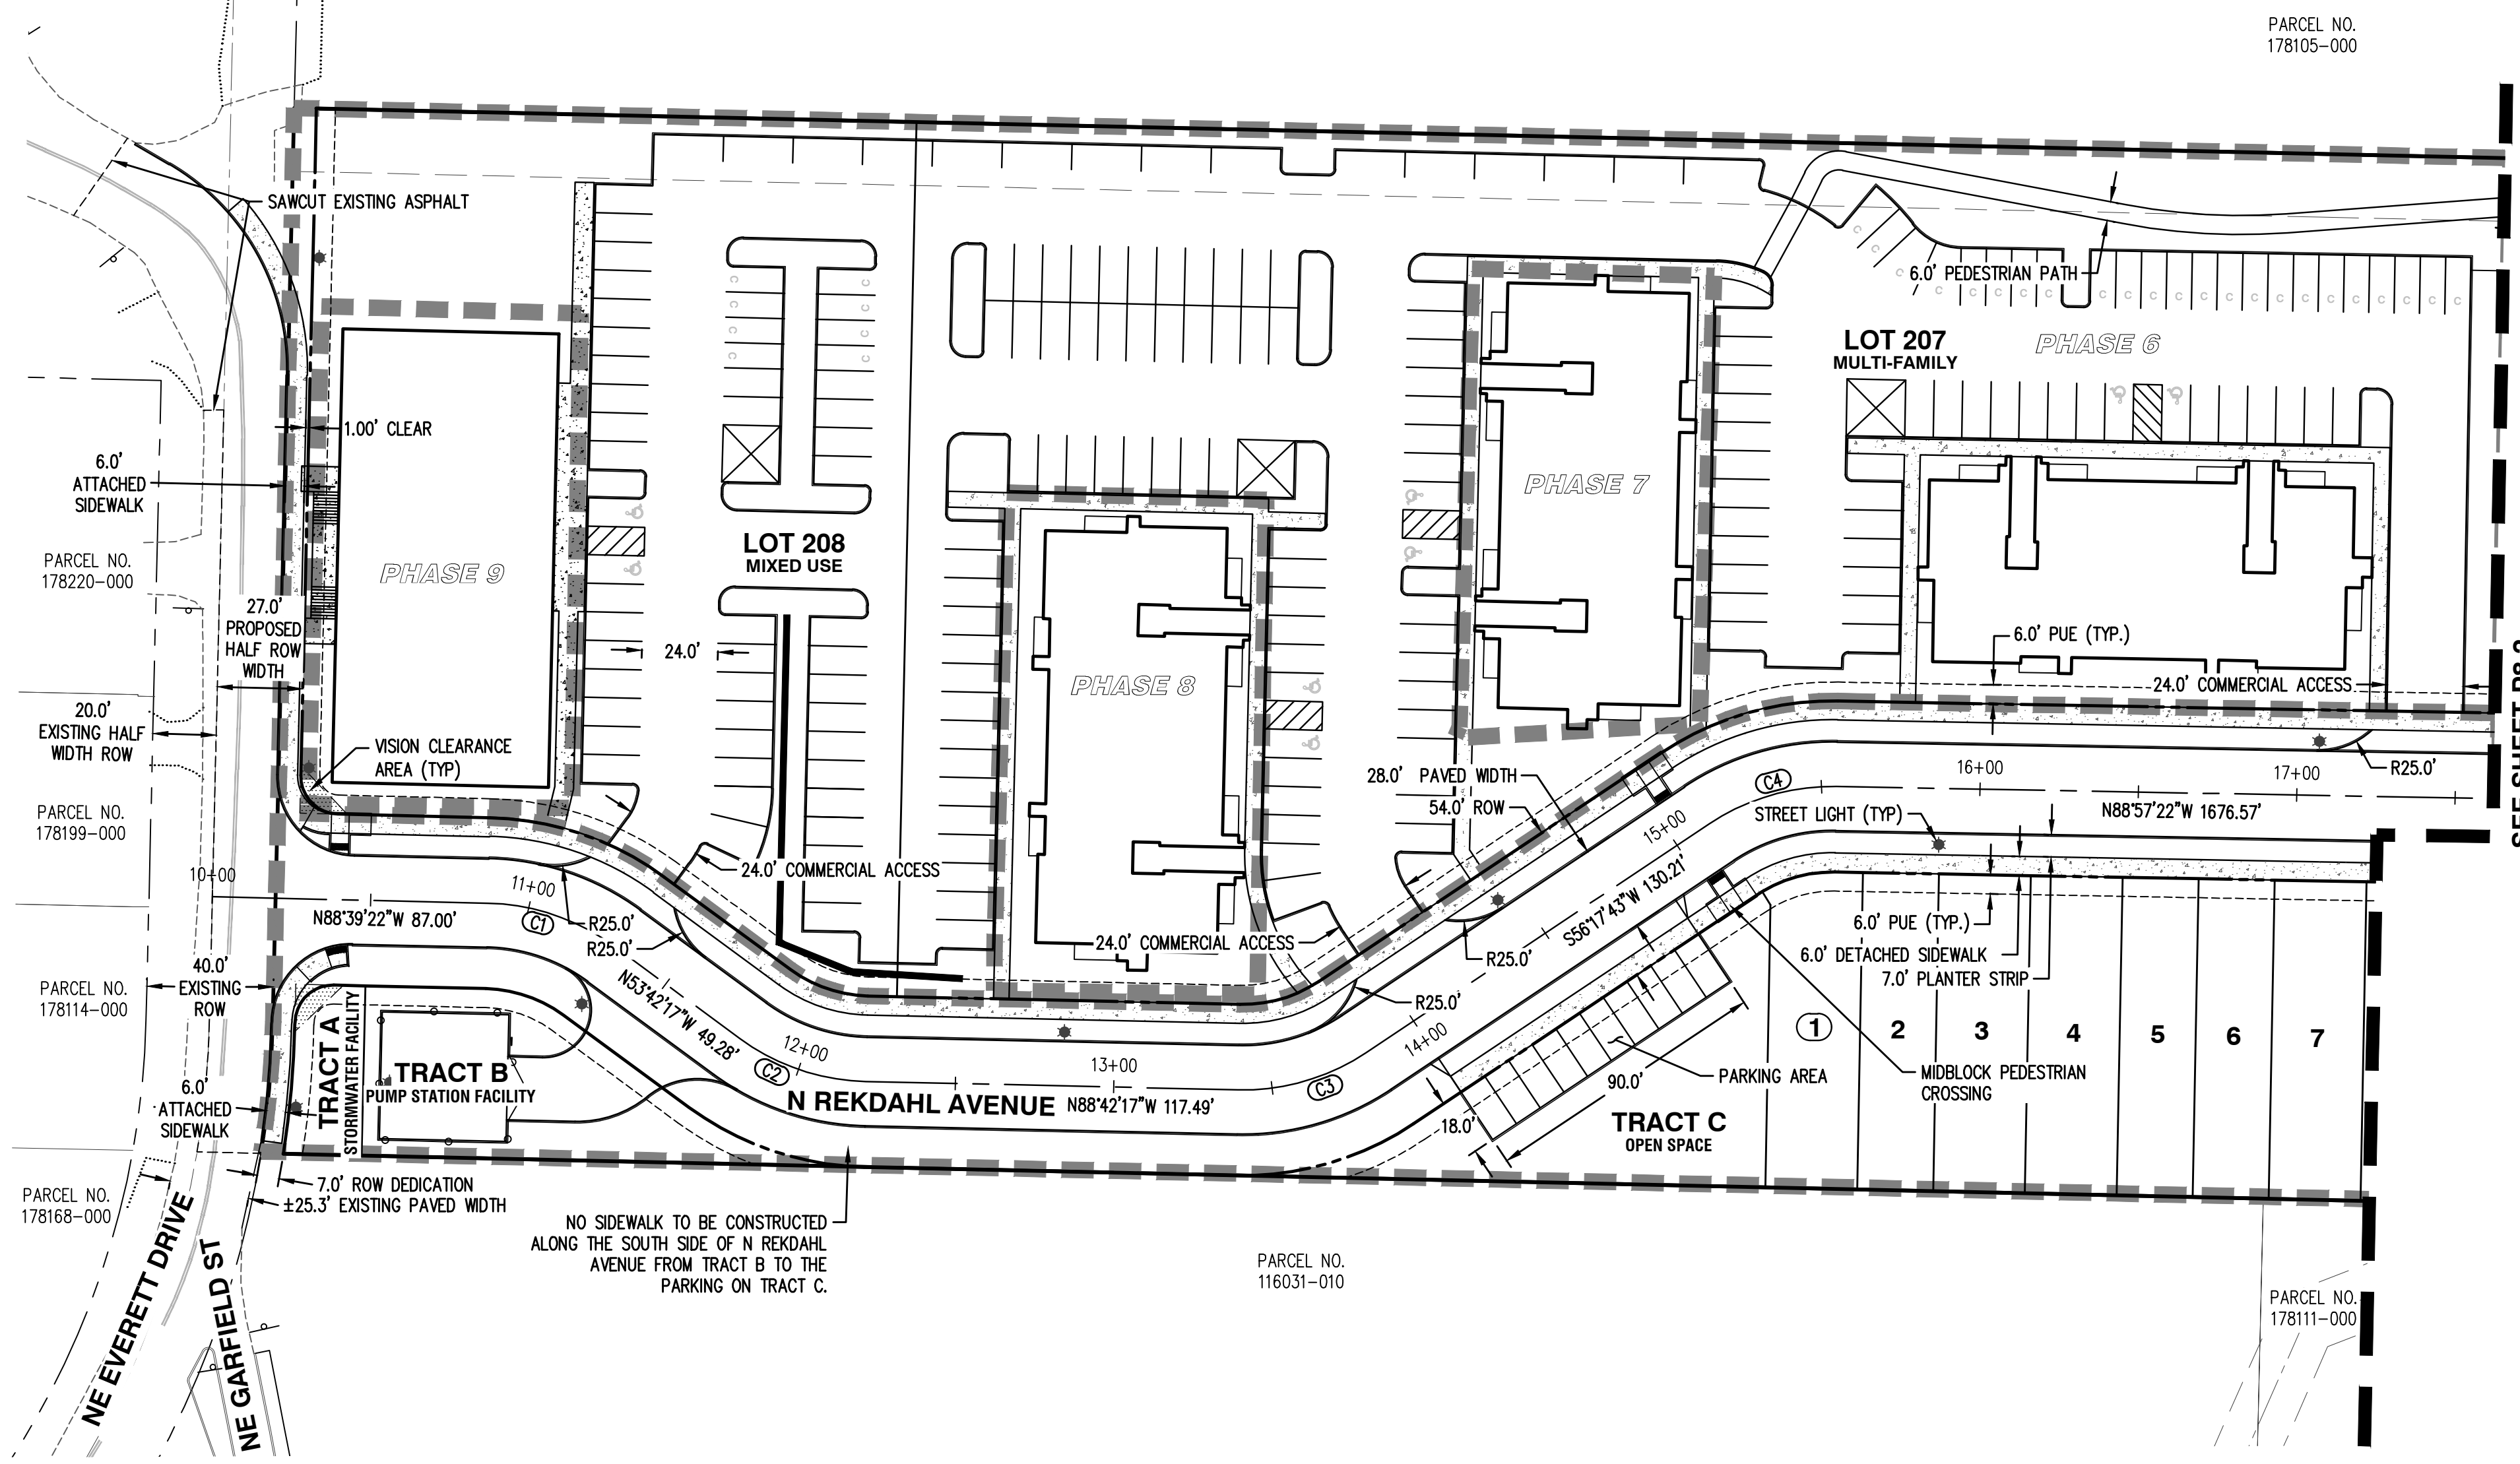 PARCEL NO.
178105-000
SAWCUT EXISTING ASPHALT
6.0' PEDESTRIAN PATH
C C C
C C C
C C C C C C C C
C C C C C C C C C C C C C C C
LOT 207
MULTI-FAMILY
PHASE 6
1.00' CLEAR
6.0'
ATTACHED
SIDEWALK
PHASE 7
LOT 208
MIXED USE
PARCEL NO.
178220-000
PHASE 9
27.0'
PROPOSED
HALF ROW
WIDTH
24.0'
6.0' PUE (TYP.)
PHASE 8
24.0' COMMERCIAL ACCESS
20.0'
EXISTING HALF
WIDTH ROW
VISION CLEARANCE
AREA (TYP)
28.0' PAVED WIDTH
54.0' ROW
C4
16+00
17+00
R25.0'
N88°57'22"W 1676.57'
STREET LIGHT (TYP)
PARCEL NO.
178199-000
15+00
24.0' COMMERCIAL ACCESS
10+00
11+00
N88°39'22"W 87.00'
C1
R25.0'
R25.0'
24.0' COMMERCIAL ACCESS
R25.0'
S56°17'43"W 130.21'
6.0' PUE (TYP.)
6.0' DETACHED SIDEWALK
7.0' PLANTER STRIP
40.0'
EXISTING
ROW
PARCEL NO.
178114-000
N53°42'17"W 49.28'
R25.0'
1
2
3
4
5
6
7
TRACT A
STORMWATER FACILITY
TRACT B
PUMP STATION FACILITY
12+00
C2
13+00
14+00
C3
N REKDAHL AVENUE
N88°42'17"W 117.49'
90.0'
18.0'
PARKING AREA
MIDBLOCK PEDESTRIAN
CROSSING
TRACT C
OPEN SPACE
6.0'
ATTACHED
SIDEWALK
7.0' ROW DEDICATION
±25.3' EXISTING PAVED WIDTH
PARCEL NO.
178168-000
NO SIDEWALK TO BE CONSTRUCTED
ALONG THE SOUTH SIDE OF N REKDAHL
AVENUE FROM TRACT B TO THE
PARKING ON TRACT C.
PARCEL NO.
116031-010
PARCEL NO.
178111-000
NE EVERETT DRIVE
NE GARFIELD ST